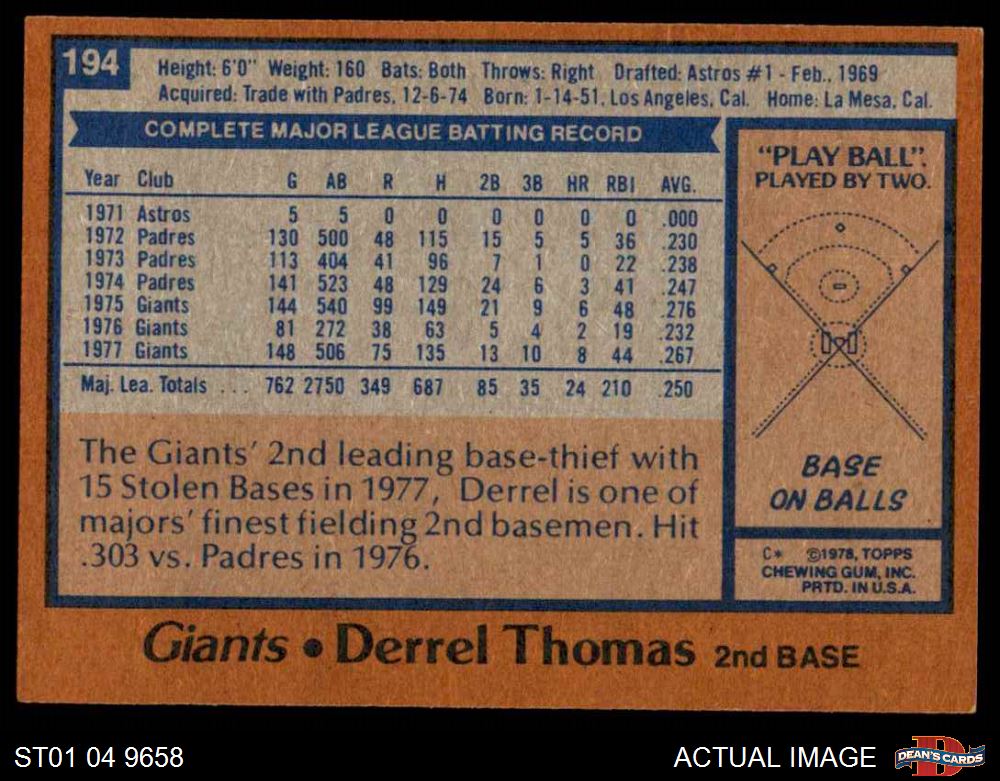 194
Height: 6'0" Weight: 160 Bats: Both Throws: Right Drafted: Astros #1 - Feb., 1969
Acquired: Trade with Padres, 12-6-74 Born: 1-14-51, Los Angeles, Cal. Home: La Mesa, Cal.
COMPLETE MAJOR LEAGUE BATTING RECORD
Year Club G AB R H 2B 3B HR RBI AVG.
1971 Astros 5 5 0 0 0 0 0 0 .000
1972 Padres 130 500 48 115 15 5 5 36 .230
1973 Padres 113 404 41 96 7 1 0 22 .238
1974 Padres 141 523 48 129 24 6 3 41 .247
1975 Giants 144 540 99 149 21 9 6 48 .276
1976 Giants 81 272 38 63 5 4 2 19 .232
1977 Giants 148 506 75 135 13 10 8 44 .267
Maj. Lea. Totals ... 762 2750 349 687 85 35 24 210 .250
The Giants' 2nd leading base-thief with
15 Stolen Bases in 1977, Derrel is one of
majors' finest fielding 2nd basemen. Hit
.303 vs. Padres in 1976.
"PLAY BALL".
PLAYED BY TWO.
BASE
ON BALLS
C* ©1978, TOPPS
CHEWING GUM, INC.
PRTD. IN U.S.A.
Giants • Derrel Thomas 2nd BASE
ST01 04 9658
ACTUAL IMAGE
D
DEAN'S CARDS